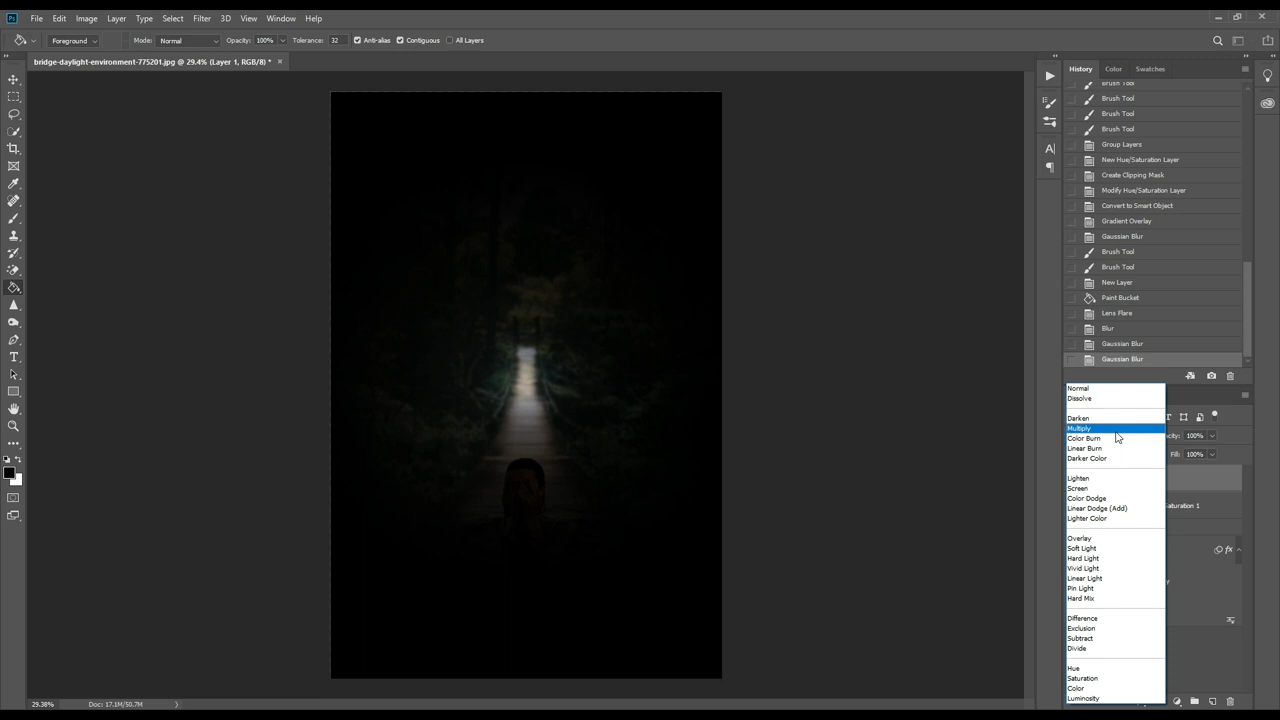 Ps File Edit Image Layer Type Select Filter 3D View Window Help
Foreground Mode: Normal Opacity: 100% Tolerance: 32 Anti-alias Contiguous All Layers
bridge-daylight-environment-775201.jpg @ 29.4% (Layer 1, RGB/8) * ×
History Color Swatches
Brush Tool
Brush Tool
Brush Tool
Brush Tool
Group Layers
New Hue/Saturation Layer
Create Clipping Mask
Modify Hue/Saturation Layer
Convert to Smart Object
Gradient Overlay
Gaussian Blur
Brush Tool
Brush Tool
New Layer
Paint Bucket
Lens Flare
Blur
Gaussian Blur
Gaussian Blur
Normal
Dissolve
Darken
Multiply
Color Burn
Linear Burn
Darker Color
Lighten
Screen
Color Dodge
Linear Dodge (Add)
Lighter Color
Overlay
Soft Light
Hard Light
Vivid Light
Linear Light
Pin Light
Hard Mix
Difference
Exclusion
Subtract
Divide
Hue
Saturation
Color
Luminosity
100%
Fill: 100%
aturation 1
fx
29.38% Doc: 17.1M/50.7M